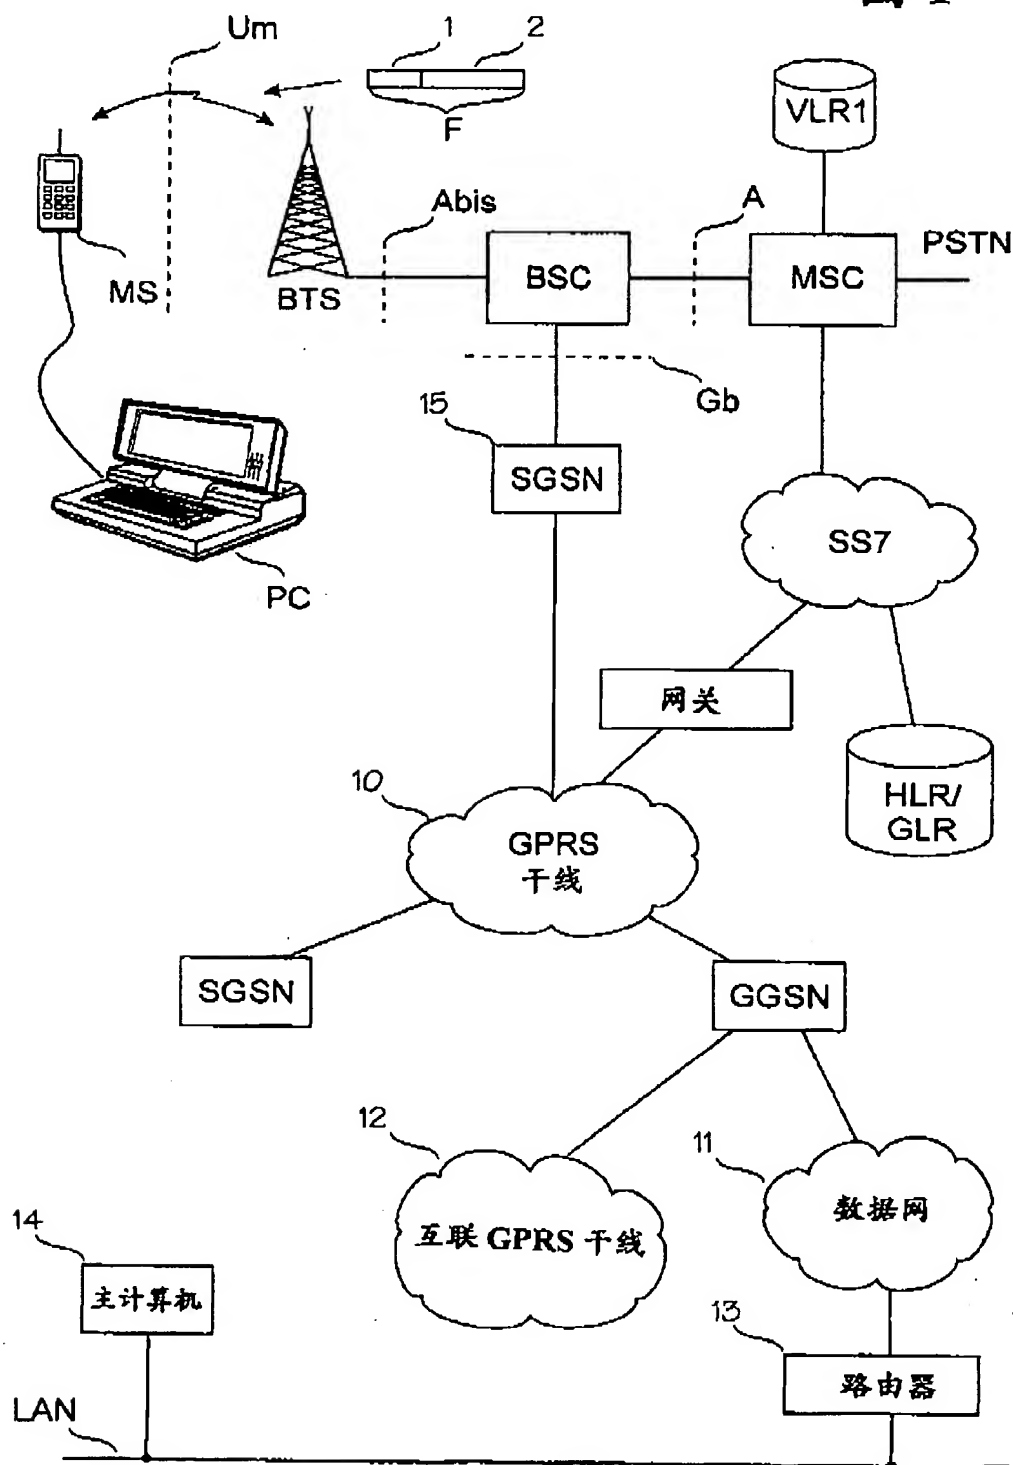 Um
1
2
F
VLR1
Abis
A
PSTN
BSC
MSC
MS
BTS
Gb
15
SGSN
SS7
PC
网关
10
HLR/
GLR
GPRS
干线
SGSN
GGSN
12
11
互联 GPRS 干线
数据网
14
主计算机
13
路由器
LAN